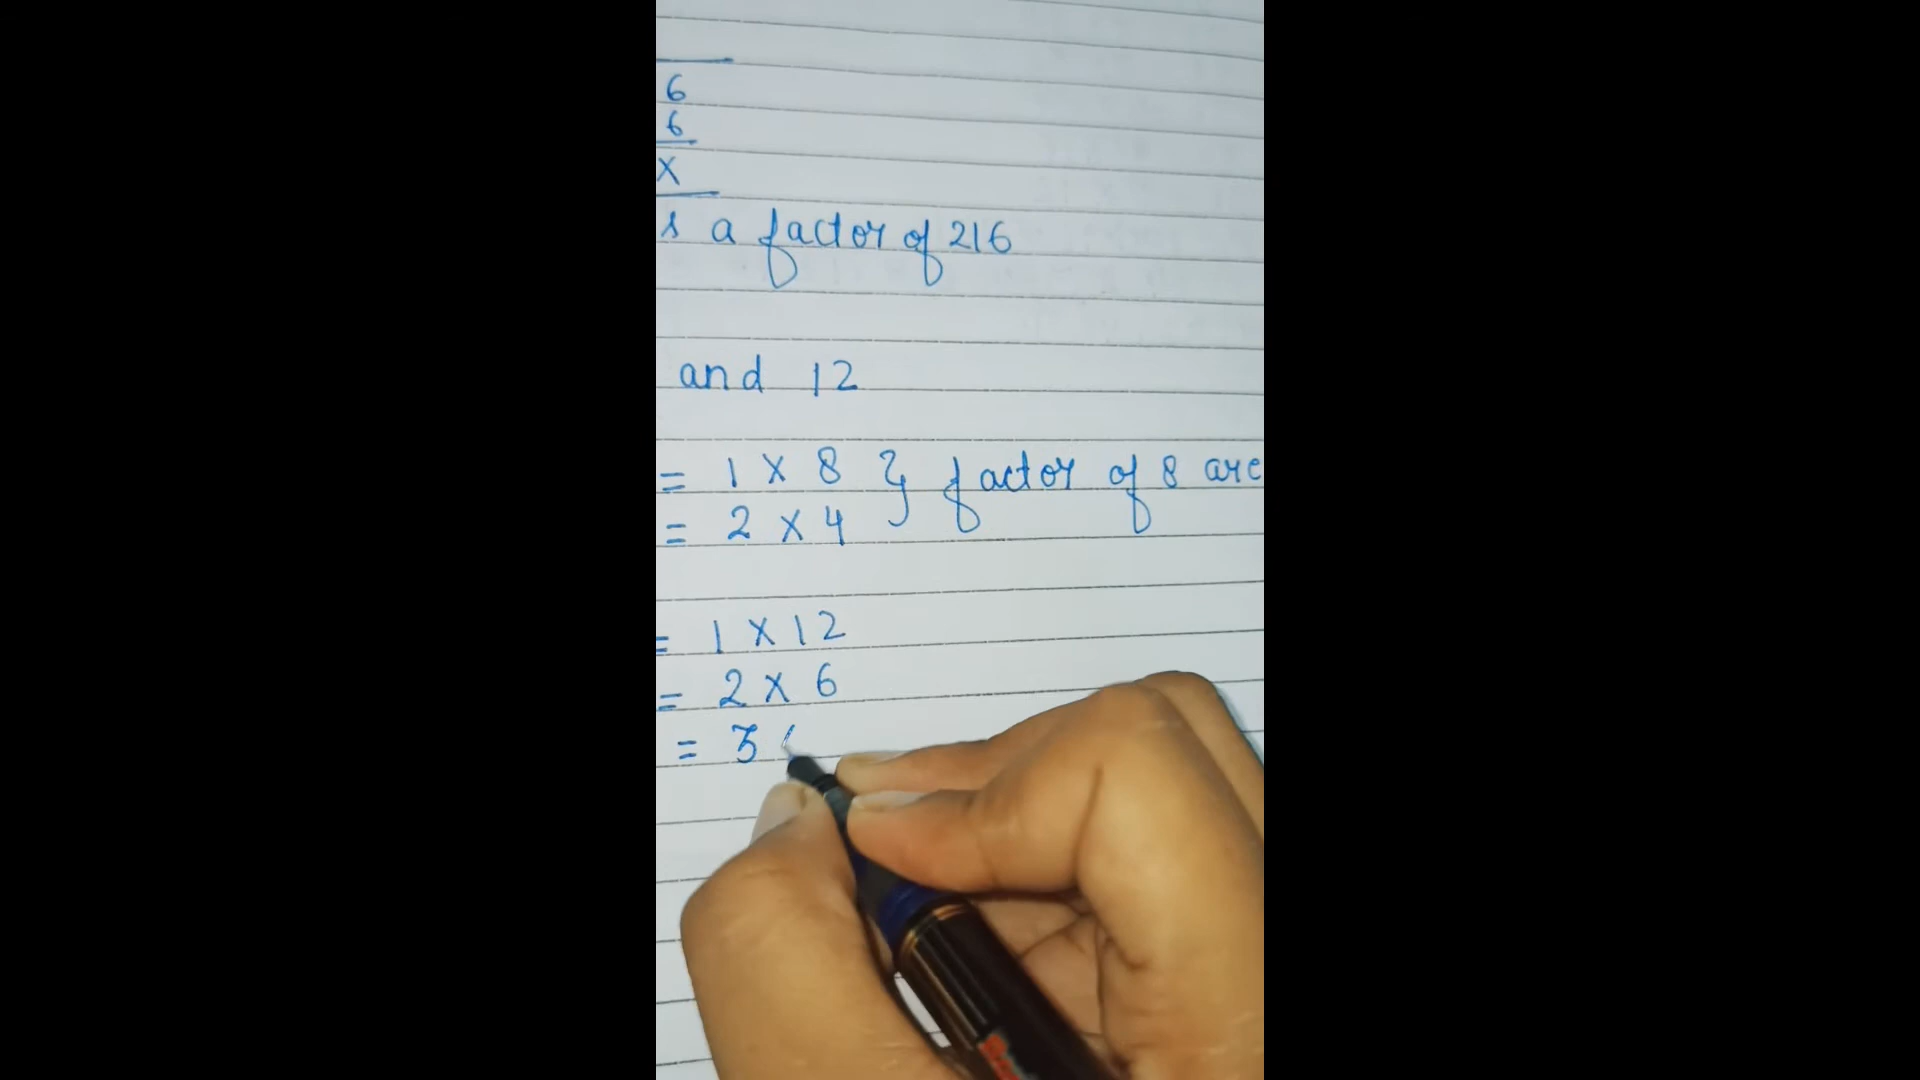 6
6
X
s a factor of 216
and 12
= 1 X 8 } factor of 8 are
= 2 X 4
= 1 X 12
= 2 X 6
= 3